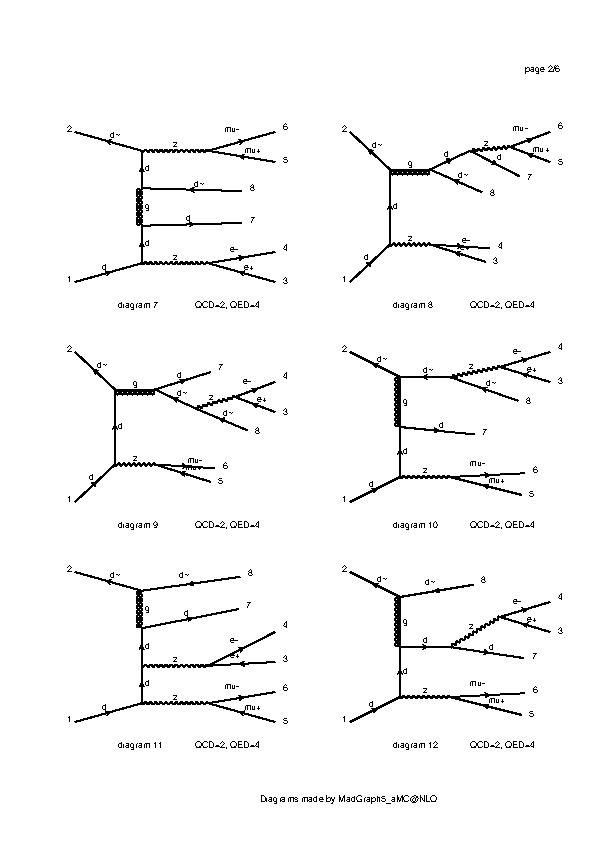 page 2/6
2 d~ z mu- 6
mu+ 5
d
d~ 8
g
d 7
d
1 d z e- 4
e+ 3
diagram 7 QCD=2, QED=4
2 d~ g d z mu- 6
mu+ 5
d 7
d~ 8
d
1 d z e- 4
e+ 3
diagram 8 QCD=2, QED=4
2 d~ g d 7
d~ z e- 4
e+ 3
d~ 8
d
1 d z mu- 6
mu+ 5
diagram 9 QCD=2, QED=4
2 d~ d~ z e- 4
e+ 3
d~ 8
g
d 7
d
1 d z mu- 6
mu+ 5
diagram 10 QCD=2, QED=4
2 d~ d~ 8
g
d 7
d
z e- 4
e+ 3
d
1 d z mu- 6
mu+ 5
diagram 11 QCD=2, QED=4
2 d~ d~ 8
g
d z e- 4
e+ 3
d 7
d
1 d z mu- 6
mu+ 5
diagram 12 QCD=2, QED=4
Diagrams made by MadGraph5_aMC@NLO